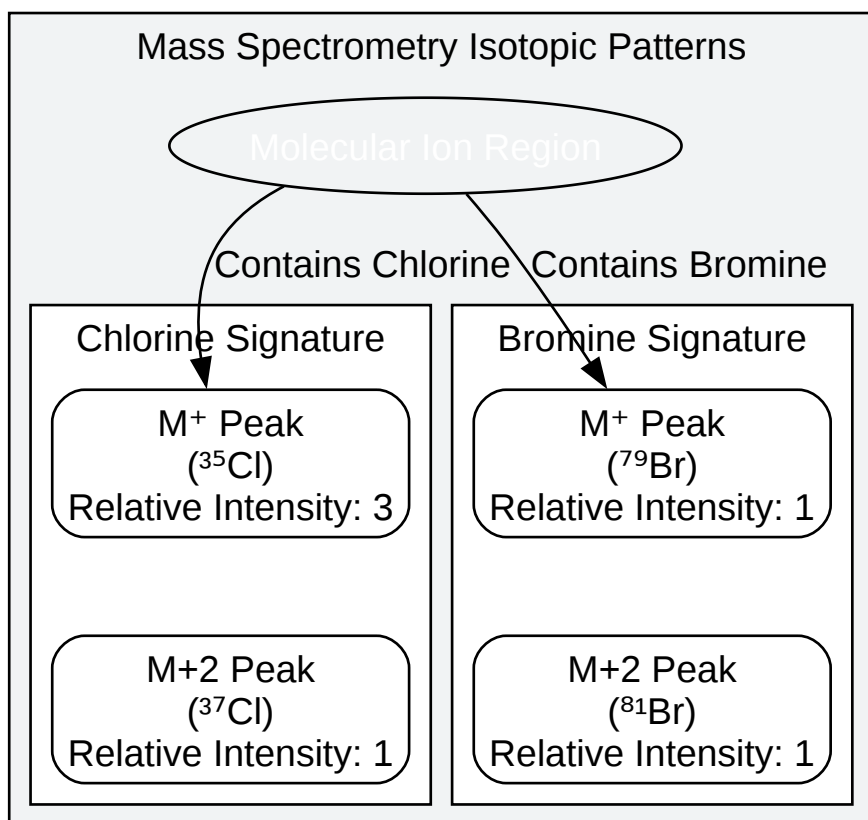 Mass Spectrometry Isotopic Patterns
Molecular Ion Region
Contains Chlorine
Contains Bromine
Chlorine Signature
M⁺ Peak
(³⁵Cl)
Relative Intensity: 3
M+2 Peak
(³⁷Cl)
Relative Intensity: 1
Bromine Signature
M⁺ Peak
(⁷⁹Br)
Relative Intensity: 1
M+2 Peak
(⁸¹Br)
Relative Intensity: 1